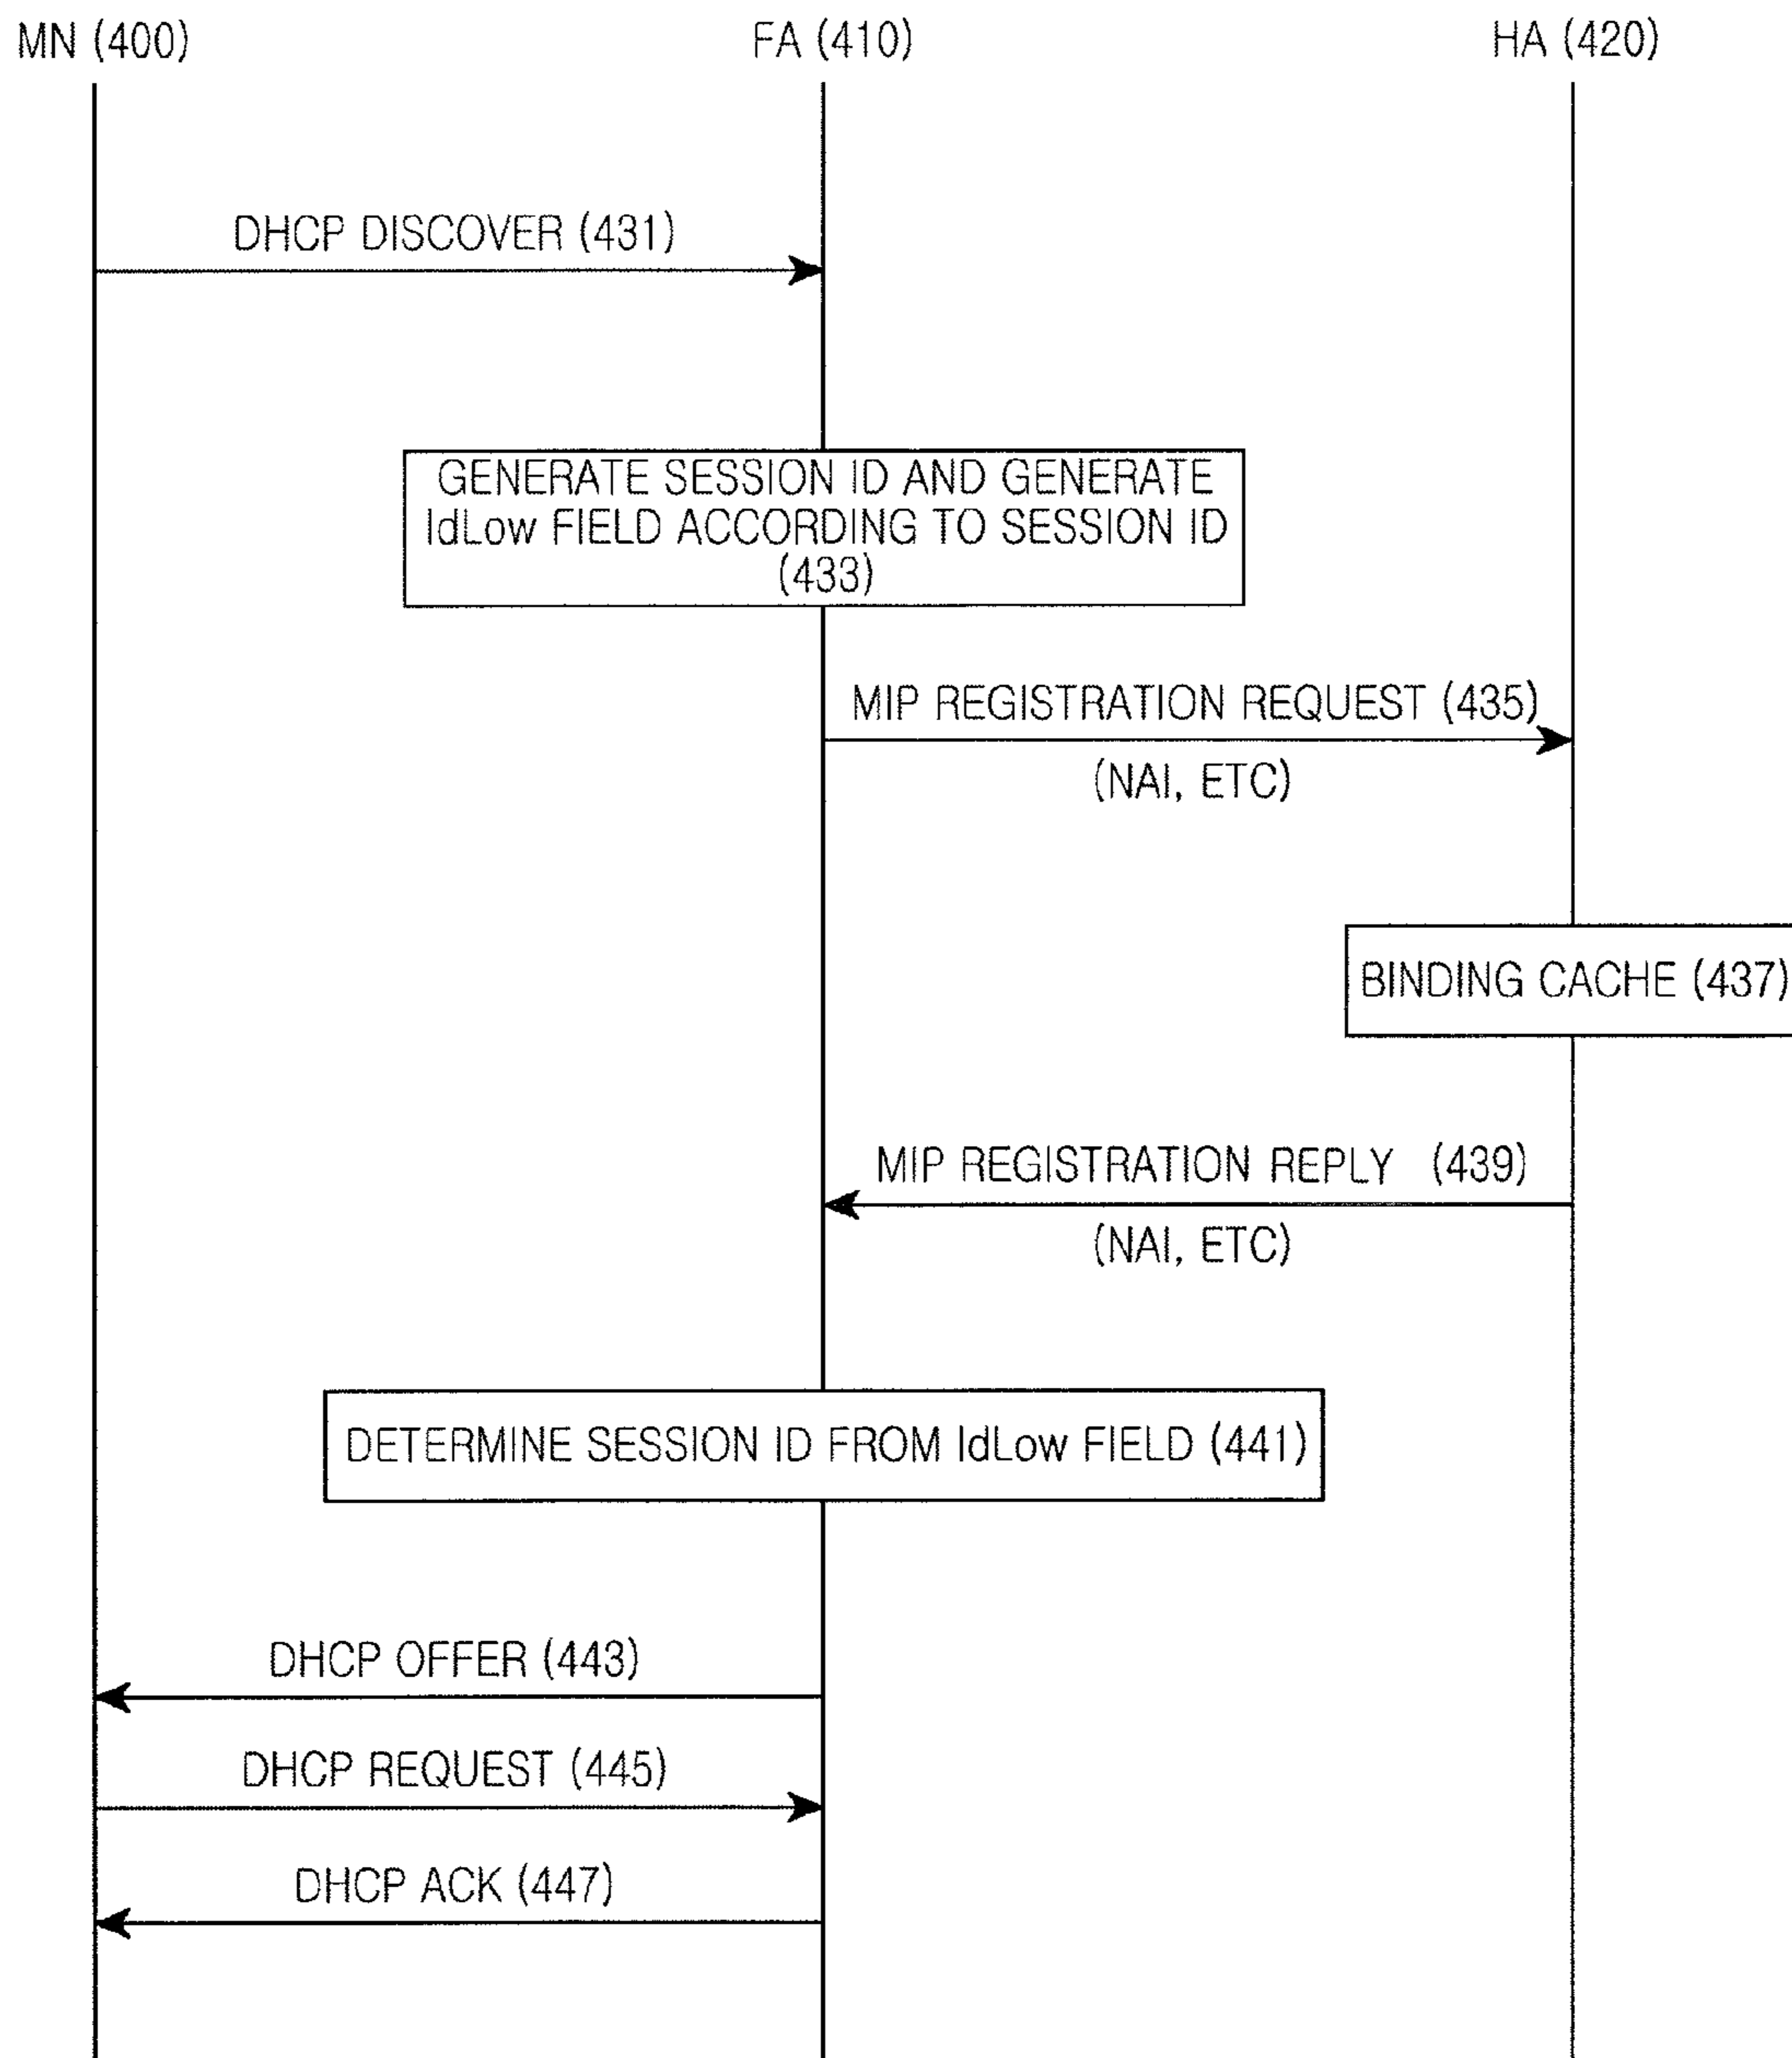 MN (400)
FA (410)
HA (420)
DHCP DISCOVER (431)
GENERATE SESSION ID AND GENERATE
IdLow FIELD ACCORDING TO SESSION ID
(433)
MIP REGISTRATION REQUEST (435)
(NAI, ETC)
BINDING CACHE (437)
MIP REGISTRATION REPLY (439)
(NAI, ETC)
DETERMINE SESSION ID FROM IdLow FIELD (441)
DHCP OFFER (443)
DHCP REQUEST (445)
DHCP ACK (447)